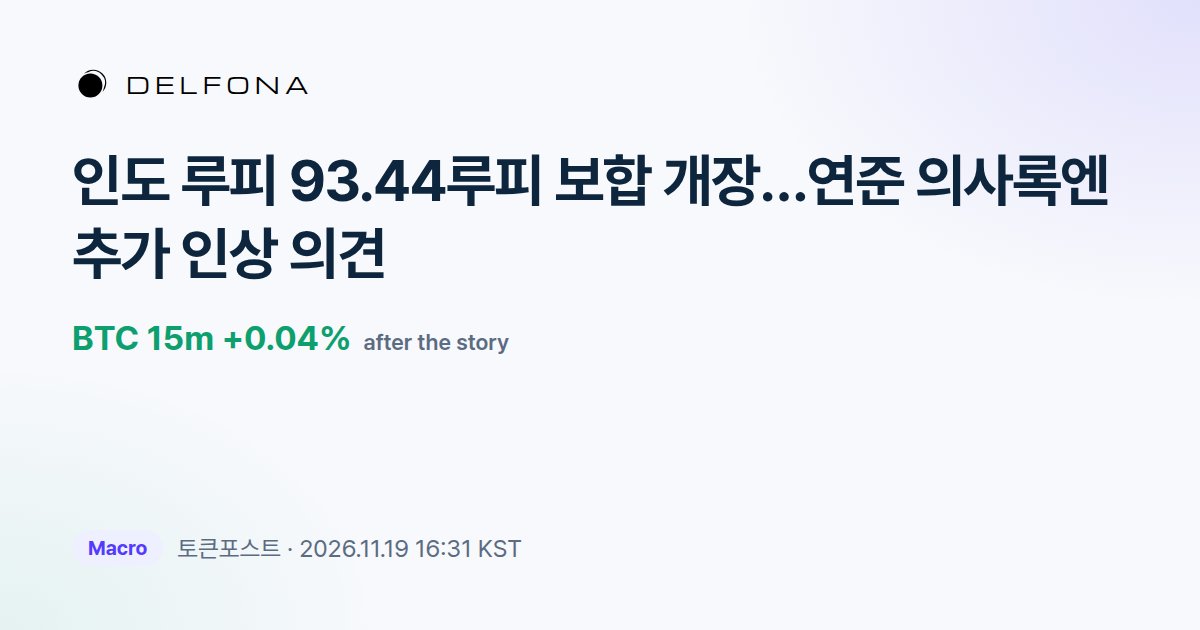 DELFONA
인도 루피 93.44루피 보합 개장…연준 의사록엔
추가 인상 의견
BTC 15m +0.04% after the story
Macro 토큰포스트 · 2026.11.19 16:31 KST